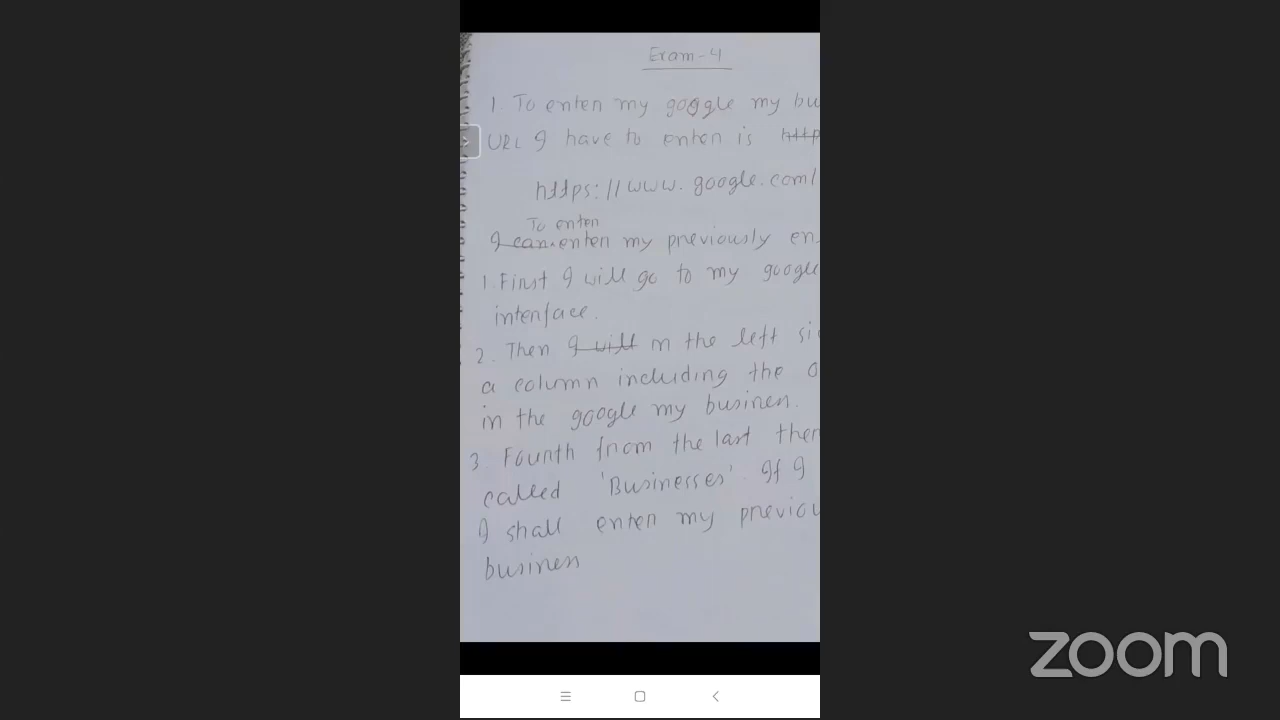 Exam-4
1. To enter my google my bu
URL I have to enter is http
https://www.google.com/
To enter
I can enter my previously en
1. First I will go to my google
interface.
2. Then I will in the left si
a column including the o
in the google my business.
3. Fourth from the last ther
called 'Businesses'. If I
I shall enter my previou
business
zoom